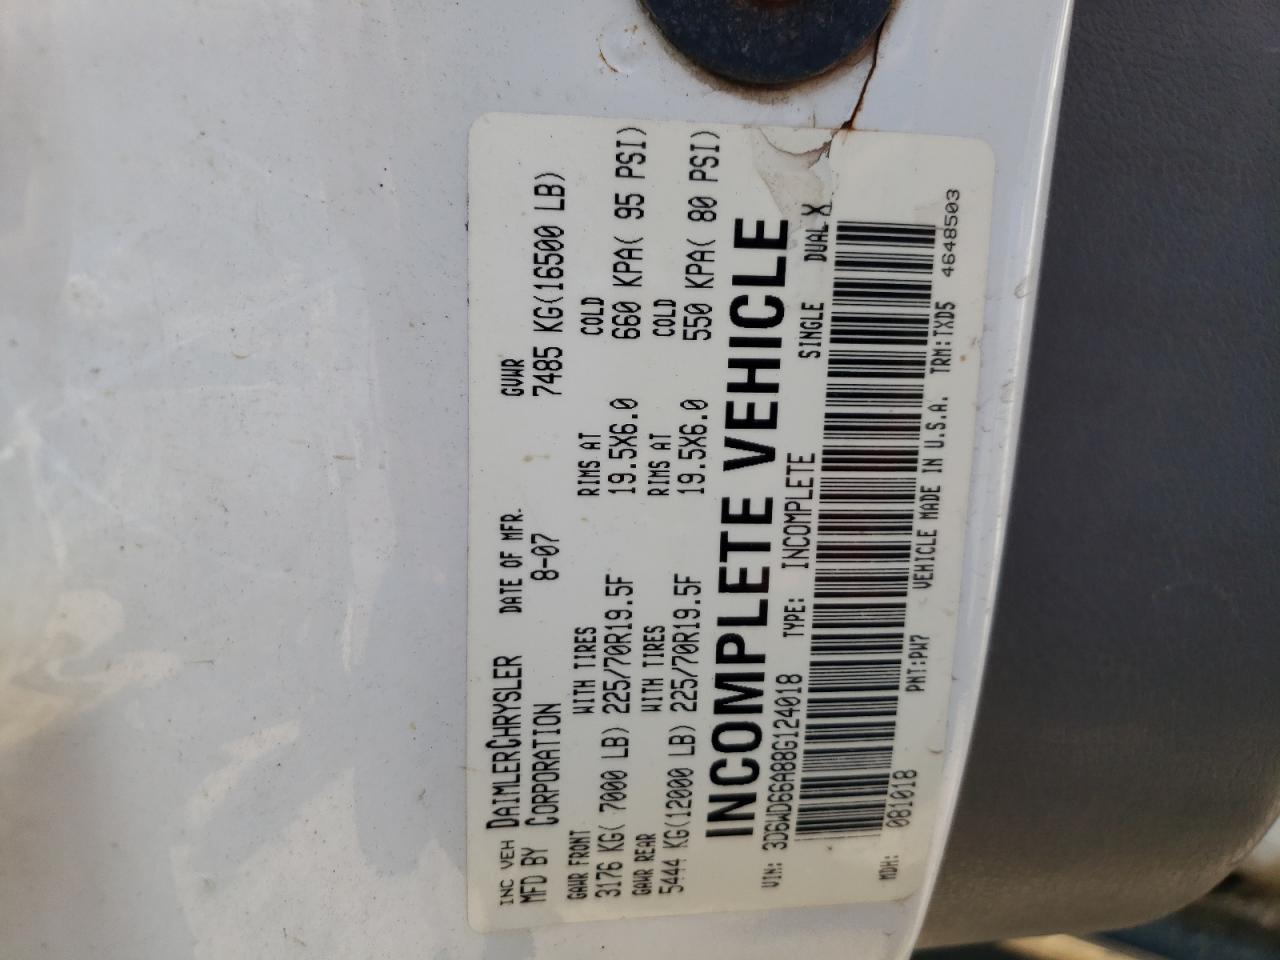 INC VEH DAIMLERCHRYSLER DATE OF MFR. GVWR
MFD BY CORPORATION 8-07 7485 KG(16500 LB)
GAWR FRONT WITH TIRES RIMS AT COLD
3176 KG( 7000 LB) 225/70R19.5F 19.5X6.0 660 KPA( 95 PSI)
GAWR REAR WITH TIRES RIMS AT COLD
5444 KG(12000 LB) 225/70R19.5F 19.5X6.0 550 KPA( 80 PSI)
INCOMPLETE VEHICLE
VIN: 3D6WD66A88G124018 TYPE: INCOMPLETE SINGLE DUAL X
MDH: 081018 PNT:PW7 VEHICLE MADE IN U.S.A. TRM:TXD5 4648503